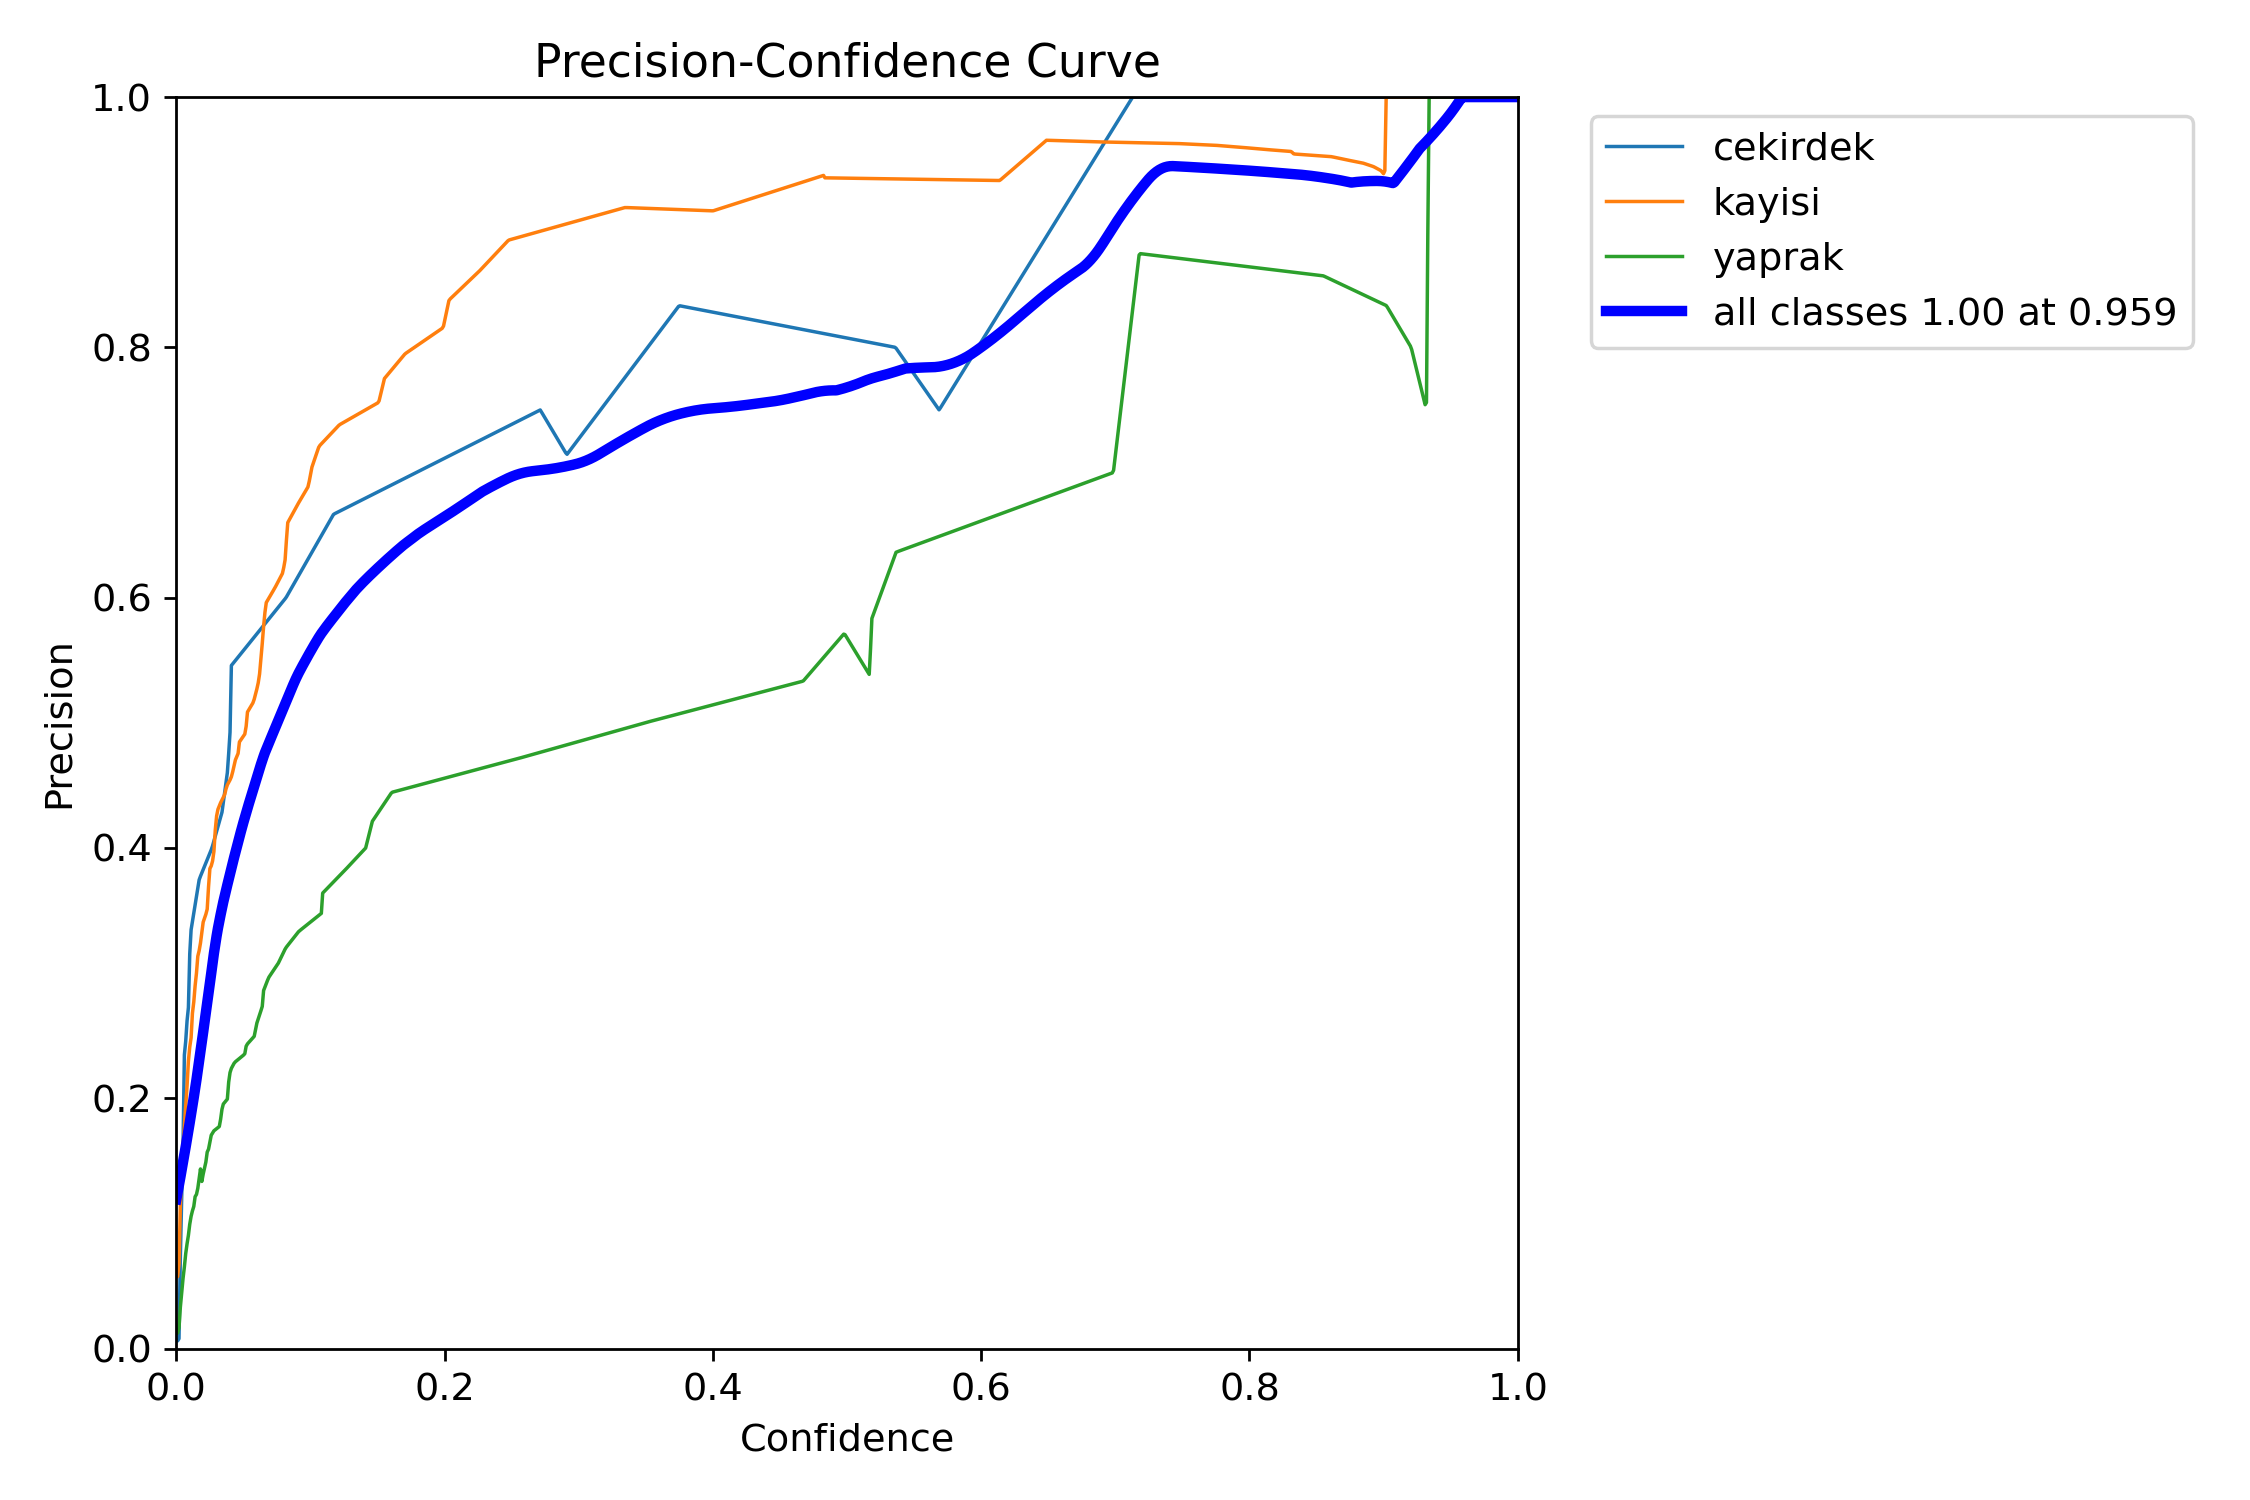 Precision-Confidence Curve
1.0
0.8
0.6
0.4
0.2
0.0
Precision
0.0 0.2 0.4 0.6 0.8 1.0
Confidence
cekirdek
kayisi
yaprak
all classes 1.00 at 0.959